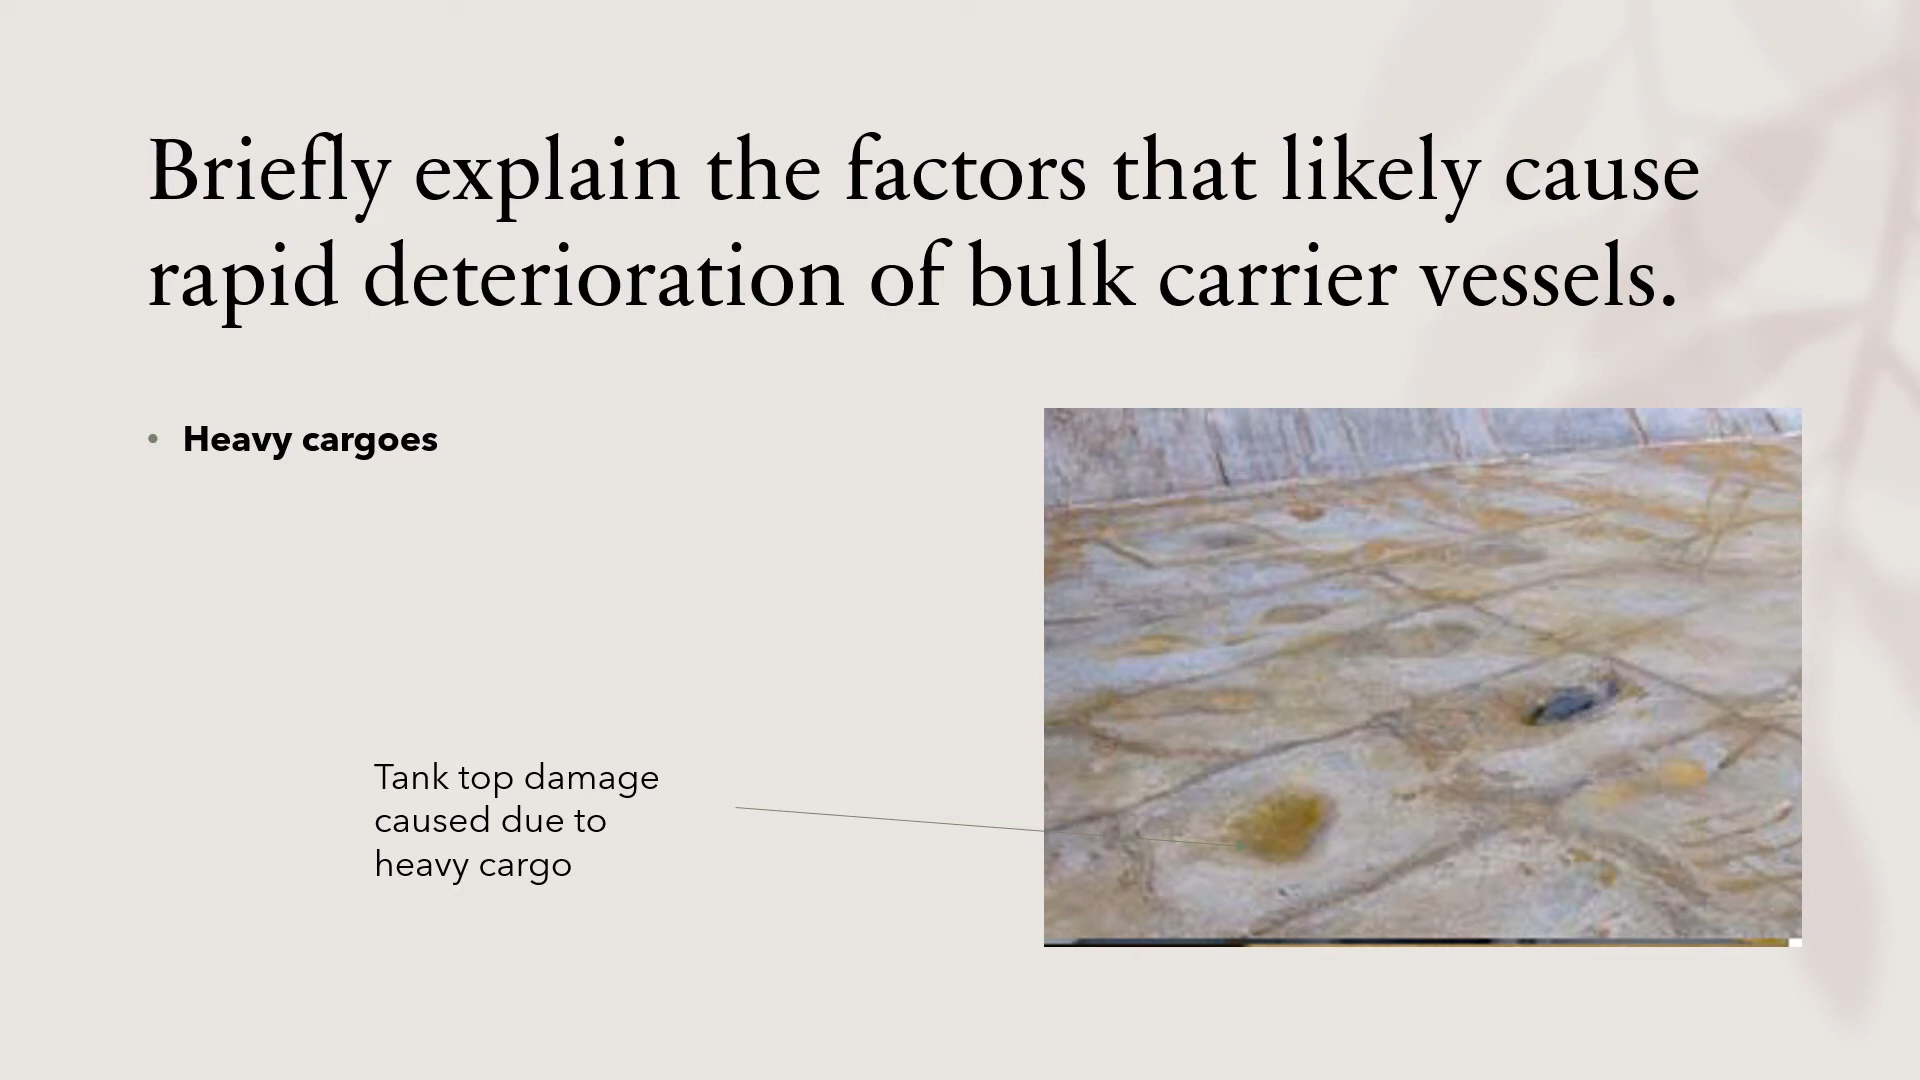 Briefly explain the factors that likely cause
rapid deterioration of bulk carrier vessels.
• Heavy cargoes
Tank top damage
caused due to
heavy cargo